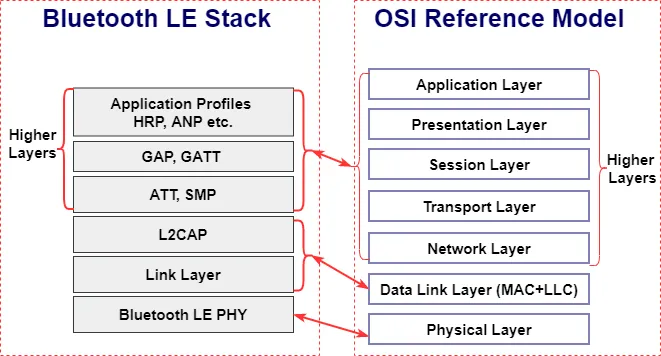 Bluetooth LE Stack
Higher
Layers
Application Profiles
HRP, ANP etc.
GAP, GATT
ATT, SMP
L2CAP
Link Layer
Bluetooth LE PHY
OSI Reference Model
Application Layer
Presentation Layer
Session Layer
Transport Layer
Network Layer
Data Link Layer (MAC+LLC)
Physical Layer
Higher
Layers